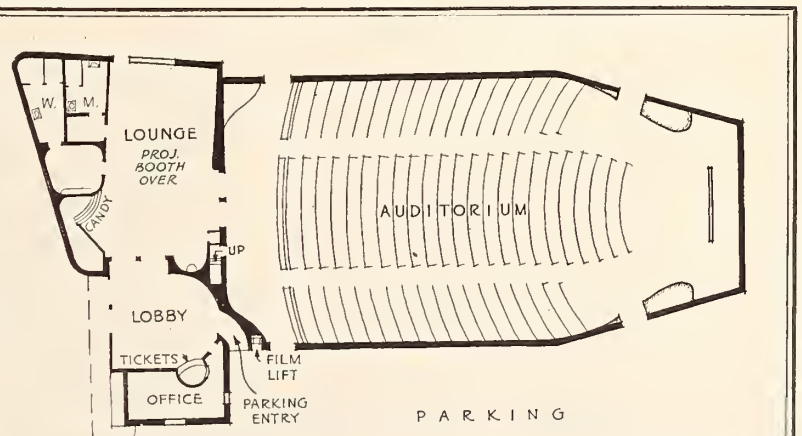 W.
M.
LOUNGE
PROJ.
BOOTH
OVER
CANDY
AUDITORIUM
UP
LOBBY
TICKETS
FILM
LIFT
OFFICE
PARKING
ENTRY
PARKING